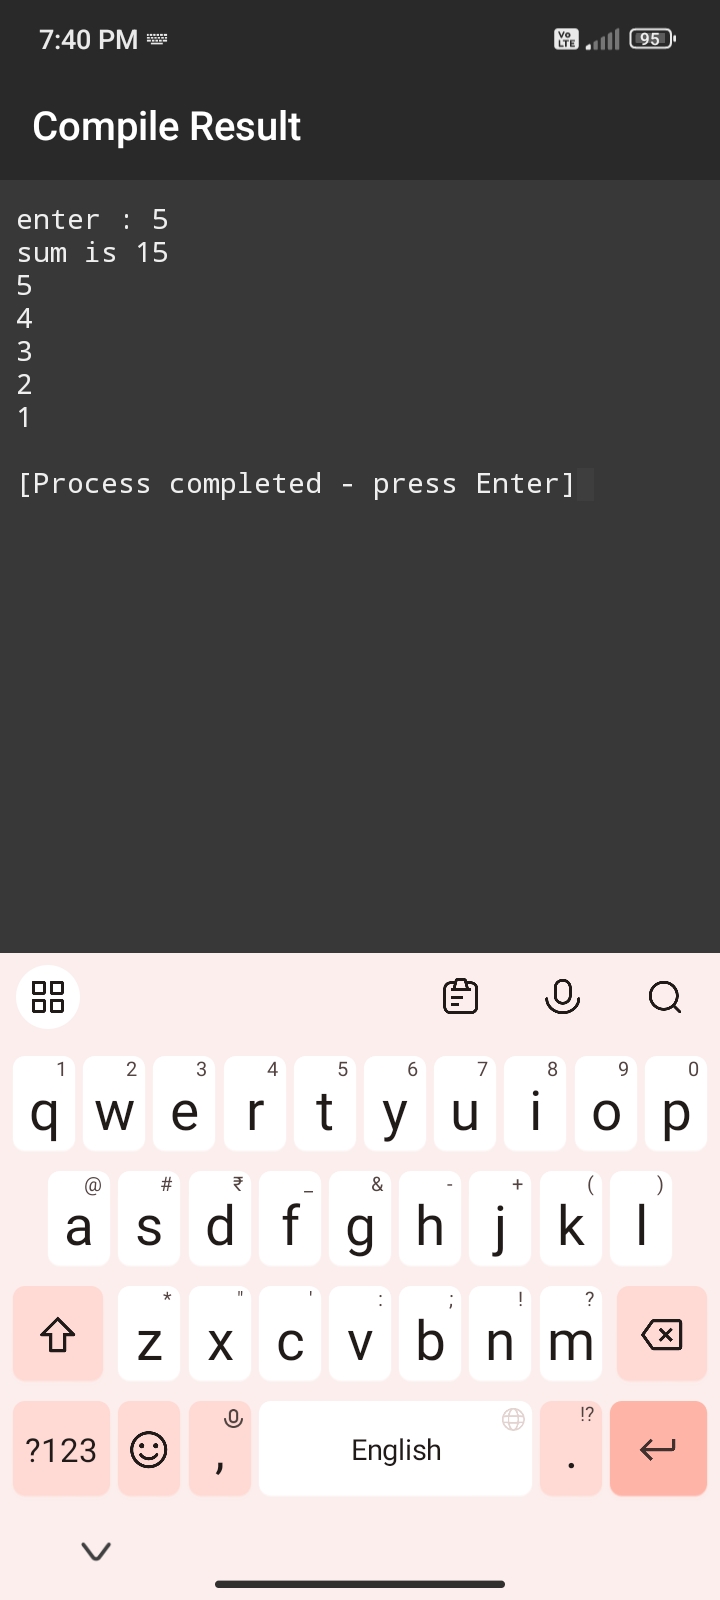 7:40 PM
Vo LTE 95
Compile Result
enter : 5
sum is 15
5
4
3
2
1
[Process completed - press Enter]
1 2 3 4 5 6 7 8 9 0
q w e r t y u i o p
@ # ₹ _ & - + ( )
a s d f g h j k l
* " ' : ; ! ?
z x c v b n m
!?
?123 , English .